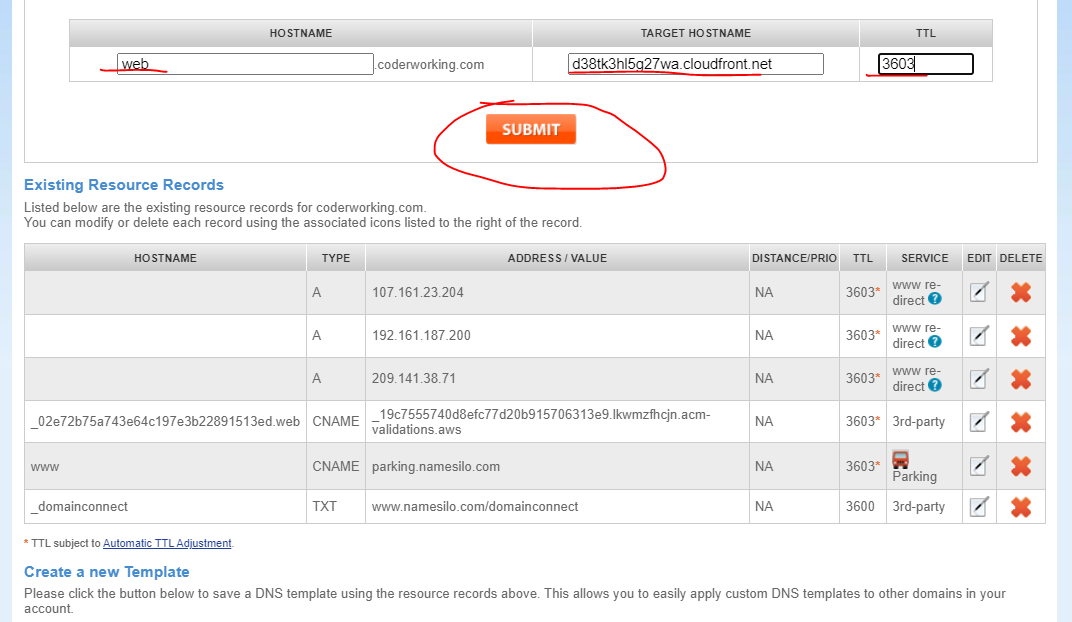 HOSTNAME TARGET HOSTNAME TTL
web .coderworking.com d38tk3hl5g27wa.cloudfront.net 3603
SUBMIT
Existing Resource Records
Listed below are the existing resource records for coderworking.com.
You can modify or delete each record using the associated icons listed to the right of the record.
HOSTNAME TYPE ADDRESS / VALUE DISTANCE/PRIO TTL SERVICE EDIT DELETE
A 107.161.23.204 NA 3603* www re-
direct ?
A 192.161.187.200 NA 3603* www re-
direct ?
A 209.141.38.71 NA 3603* www re-
direct ?
_02e72b75a743e64c197e3b22891513ed.web CNAME _19c7555740d8efc77d20b915706313e9.lkwmzfhcjn.acm-
validations.aws NA 3603* 3rd-party
www CNAME parking.namesilo.com NA 3603* Parking
_domainconnect TXT www.namesilo.com/domainconnect NA 3600 3rd-party
* TTL subject to Automatic TTL Adjustment.
Create a new Template
Please click the button below to save a DNS template using the resource records above. This allows you to easily apply custom DNS templates to other domains in your
account.